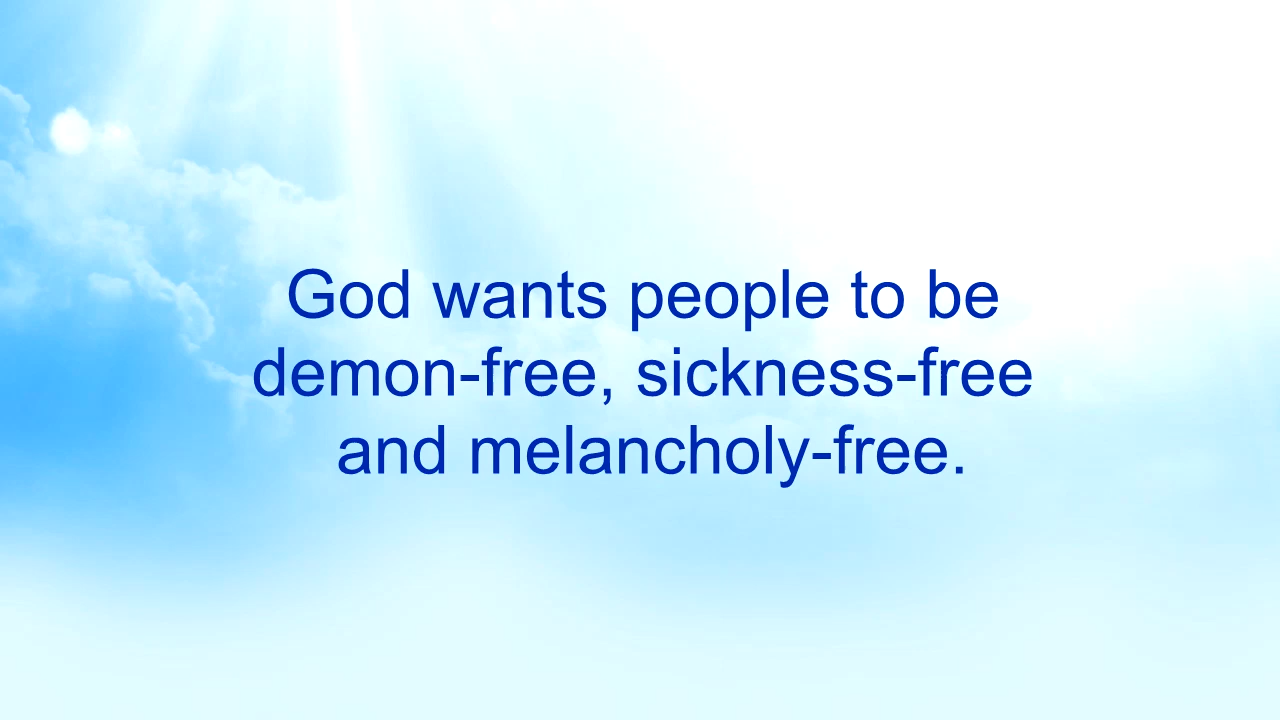 God wants people to be
demon-free, sickness-free
and melancholy-free.